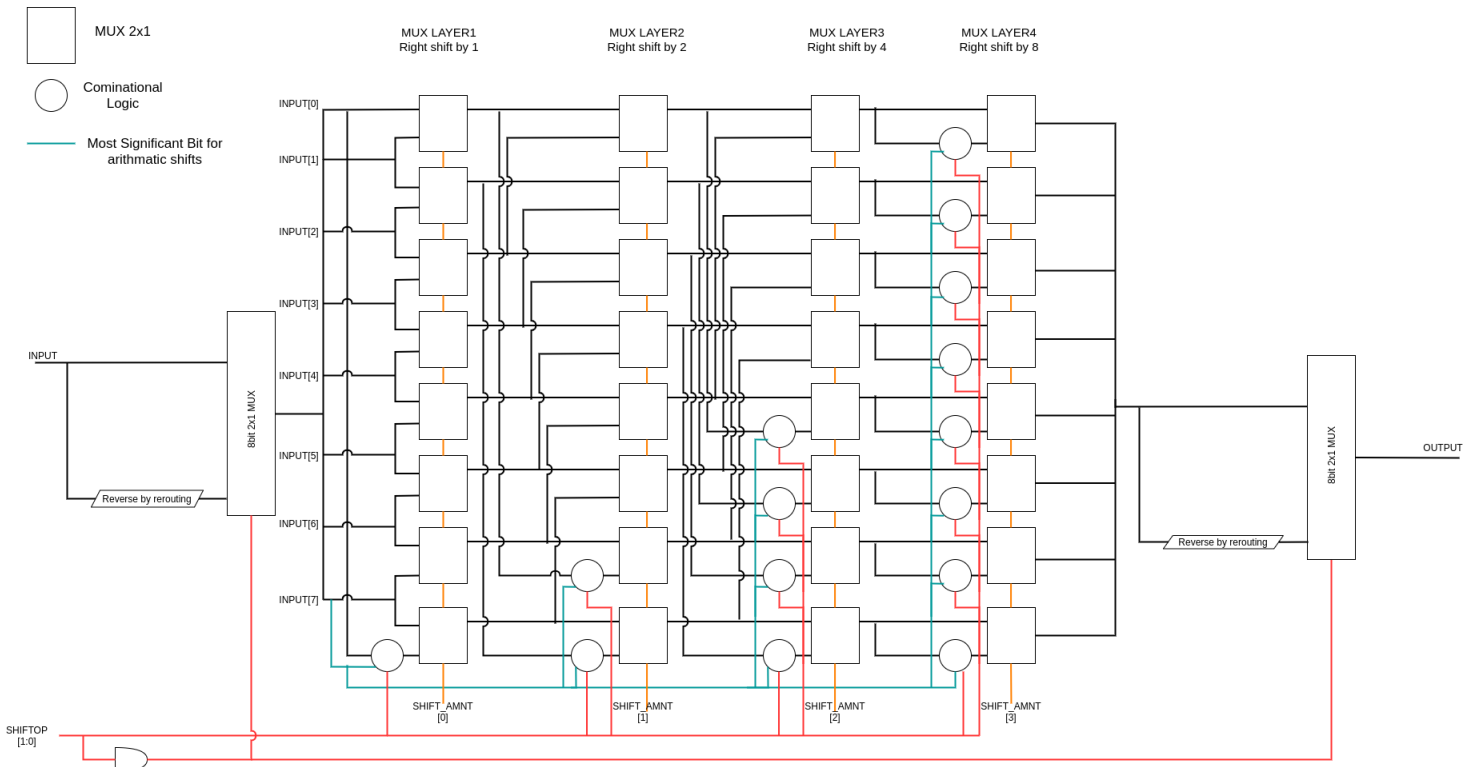 MUX 2x1
Cominational
Logic
Most Significant Bit for
arithmatic shifts
MUX LAYER1
Right shift by 1
MUX LAYER2
Right shift by 2
MUX LAYER3
Right shift by 4
MUX LAYER4
Right shift by 8
INPUT[0]
INPUT[1]
INPUT[2]
INPUT[3]
INPUT[4]
INPUT[5]
INPUT[6]
INPUT[7]
INPUT
Reverse by rerouting
8bit 2x1 MUX
8bit 2x1 MUX
OUTPUT
Reverse by rerouting
SHIFT_AMNT
[0]
SHIFT_AMNT
[1]
SHIFT_AMNT
[2]
SHIFT_AMNT
[3]
SHIFTOP
[1:0]